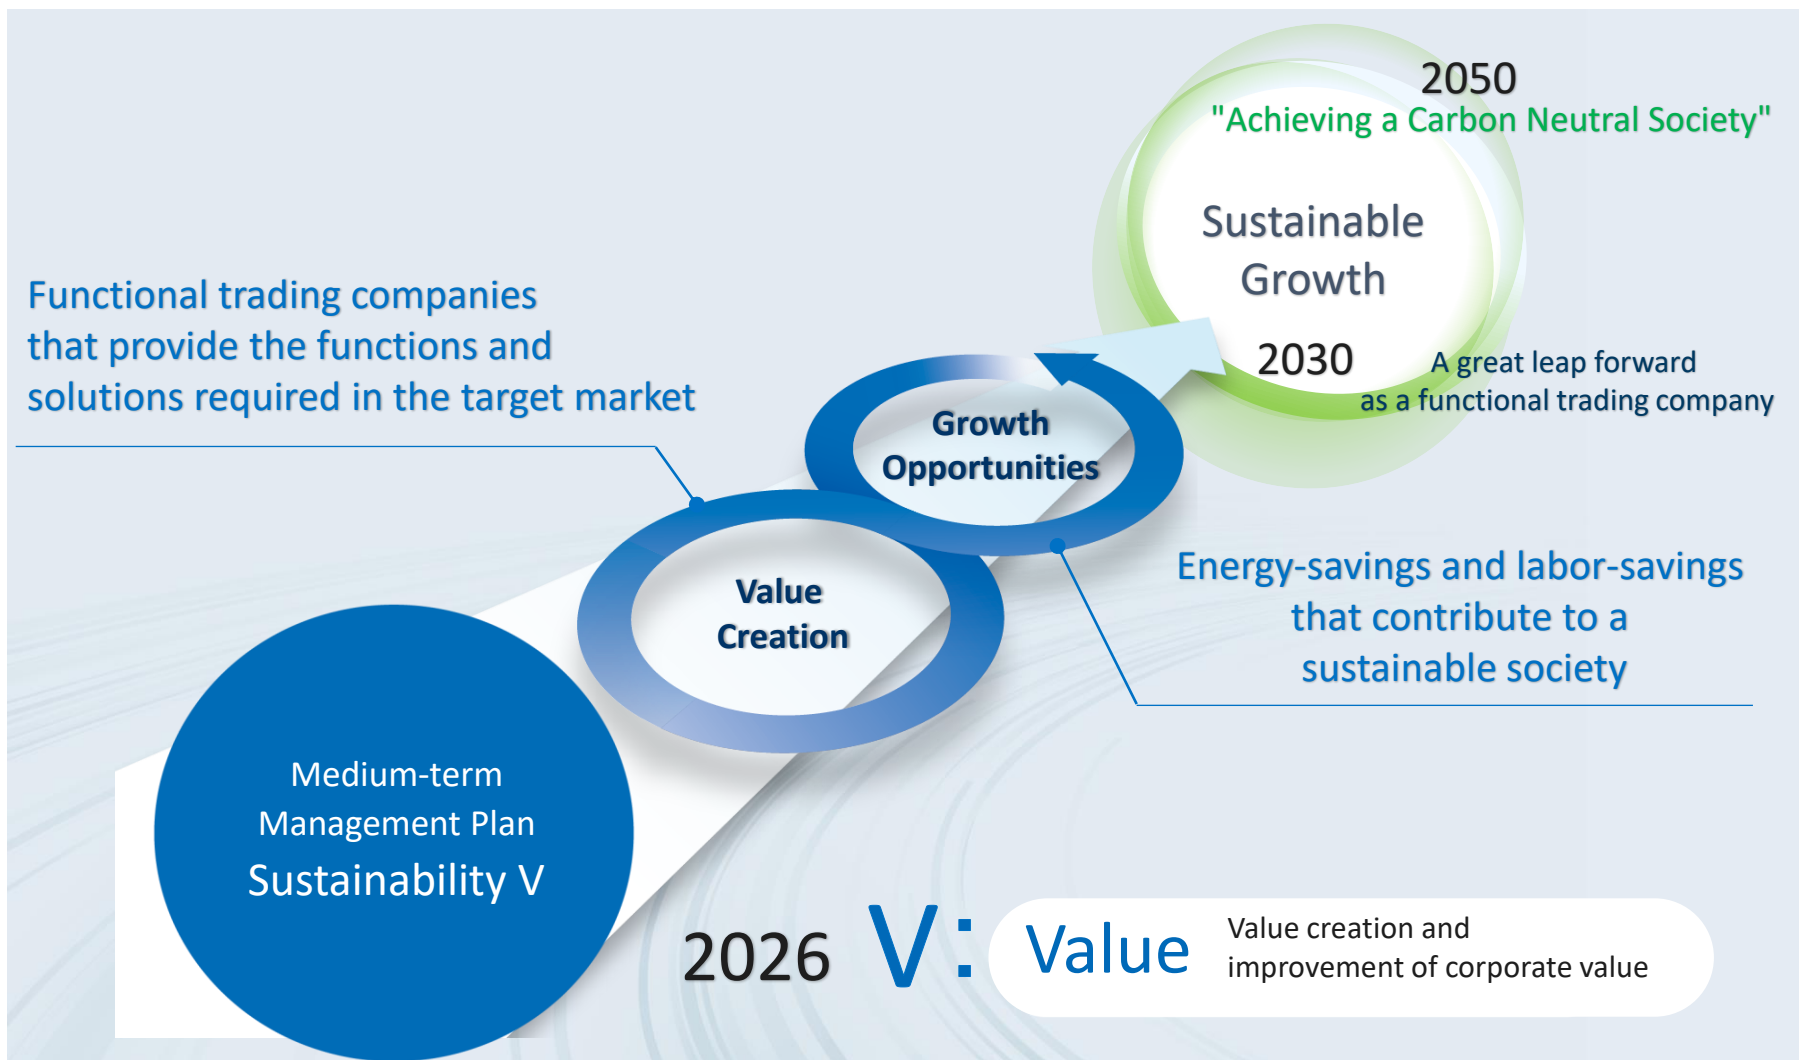 2050
"Achieving a Carbon Neutral Society"
Sustainable
Growth
2030
A great leap forward
as a functional trading company
Functional trading companies
that provide the functions and
solutions required in the target market
Growth
Opportunities
Value
Creation
Energy-savings and labor-savings
that contribute to a
sustainable society
Medium-term
Management Plan
Sustainability V
2026 V: Value
Value creation and
improvement of corporate value